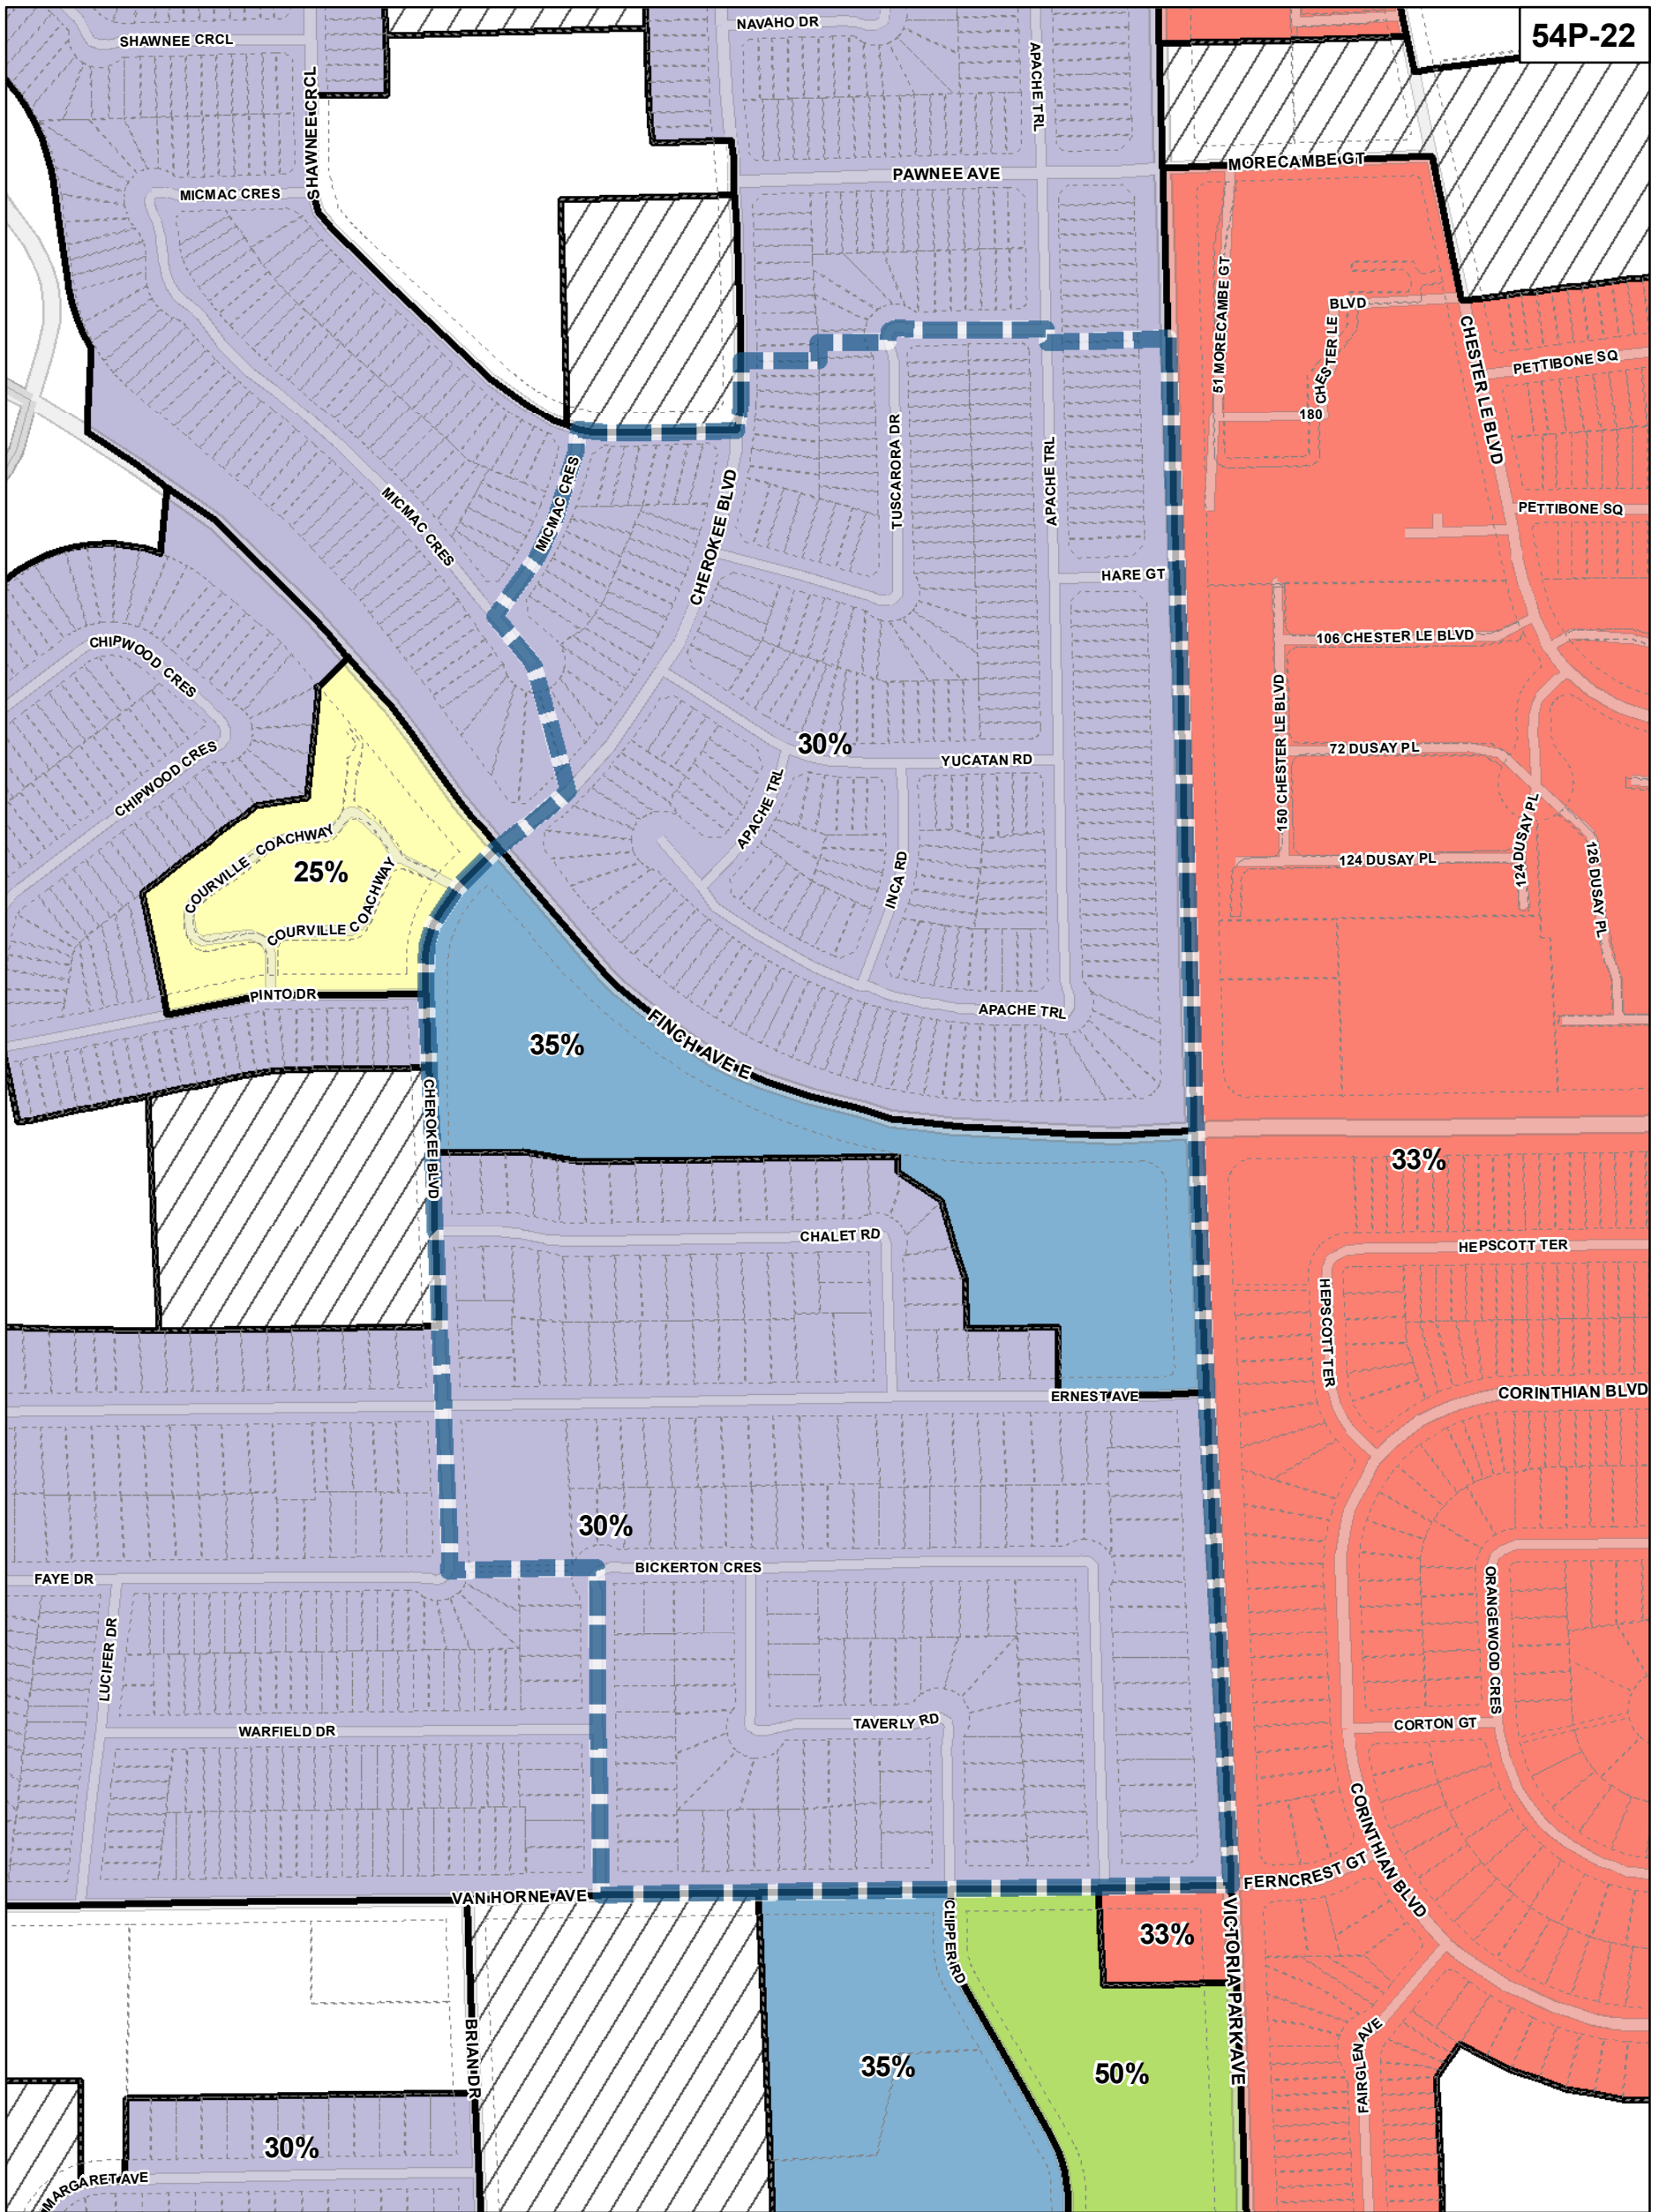 NAVAHO DR
54P-22
SHAWNEE CRCL
APACHE TRL
SHAWNEE CRCL
MORECAMBE GT
PAWNEE AVE
MICMAC CRES
51 MORECAMBE GT
BLVD
CHESTER LE
CHESTER LE BLVD
PETTIBONE SQ
180
TUSCARORA DR
APACHE TRL
MICMAC CRES
MICMAC CRES
CHEROKEE BLVD
PETTIBONE SQ
HARE GT
106 CHESTER LE BLVD
CHIPWOOD CRES
150 CHESTER LE BLVD
30%
72 DUSAY PL
YUCATAN RD
CHIPWOOD CRES
APACHE TRL
124 DUSAY PL
124 DUSAY PL
126 DUSAY PL
COURVILLE COACHWAY
25%
INCA RD
COURVILLE COACHWAY
PINTO DR
APACHE TRL
FINCH AVE E
35%
CHEROKEE BLVD
33%
CHALET RD
HEPSCOTT TER
HEPSCOTT TER
ERNEST AVE
CORINTHIAN BLVD
30%
BICKERTON CRES
FAYE DR
LUCIFER DR
ORANGEWOOD CRES
TAVERLY RD
CORTON GT
WARFIELD DR
CORINTHIAN BLVD
FERNCREST GT
VAN HORNE AVE
CLIPPER RD
33%
VICTORIA PARK AVE
BRIAN DR
35%
50%
FAIRGLEN AVE
30%
MARGARET AVE